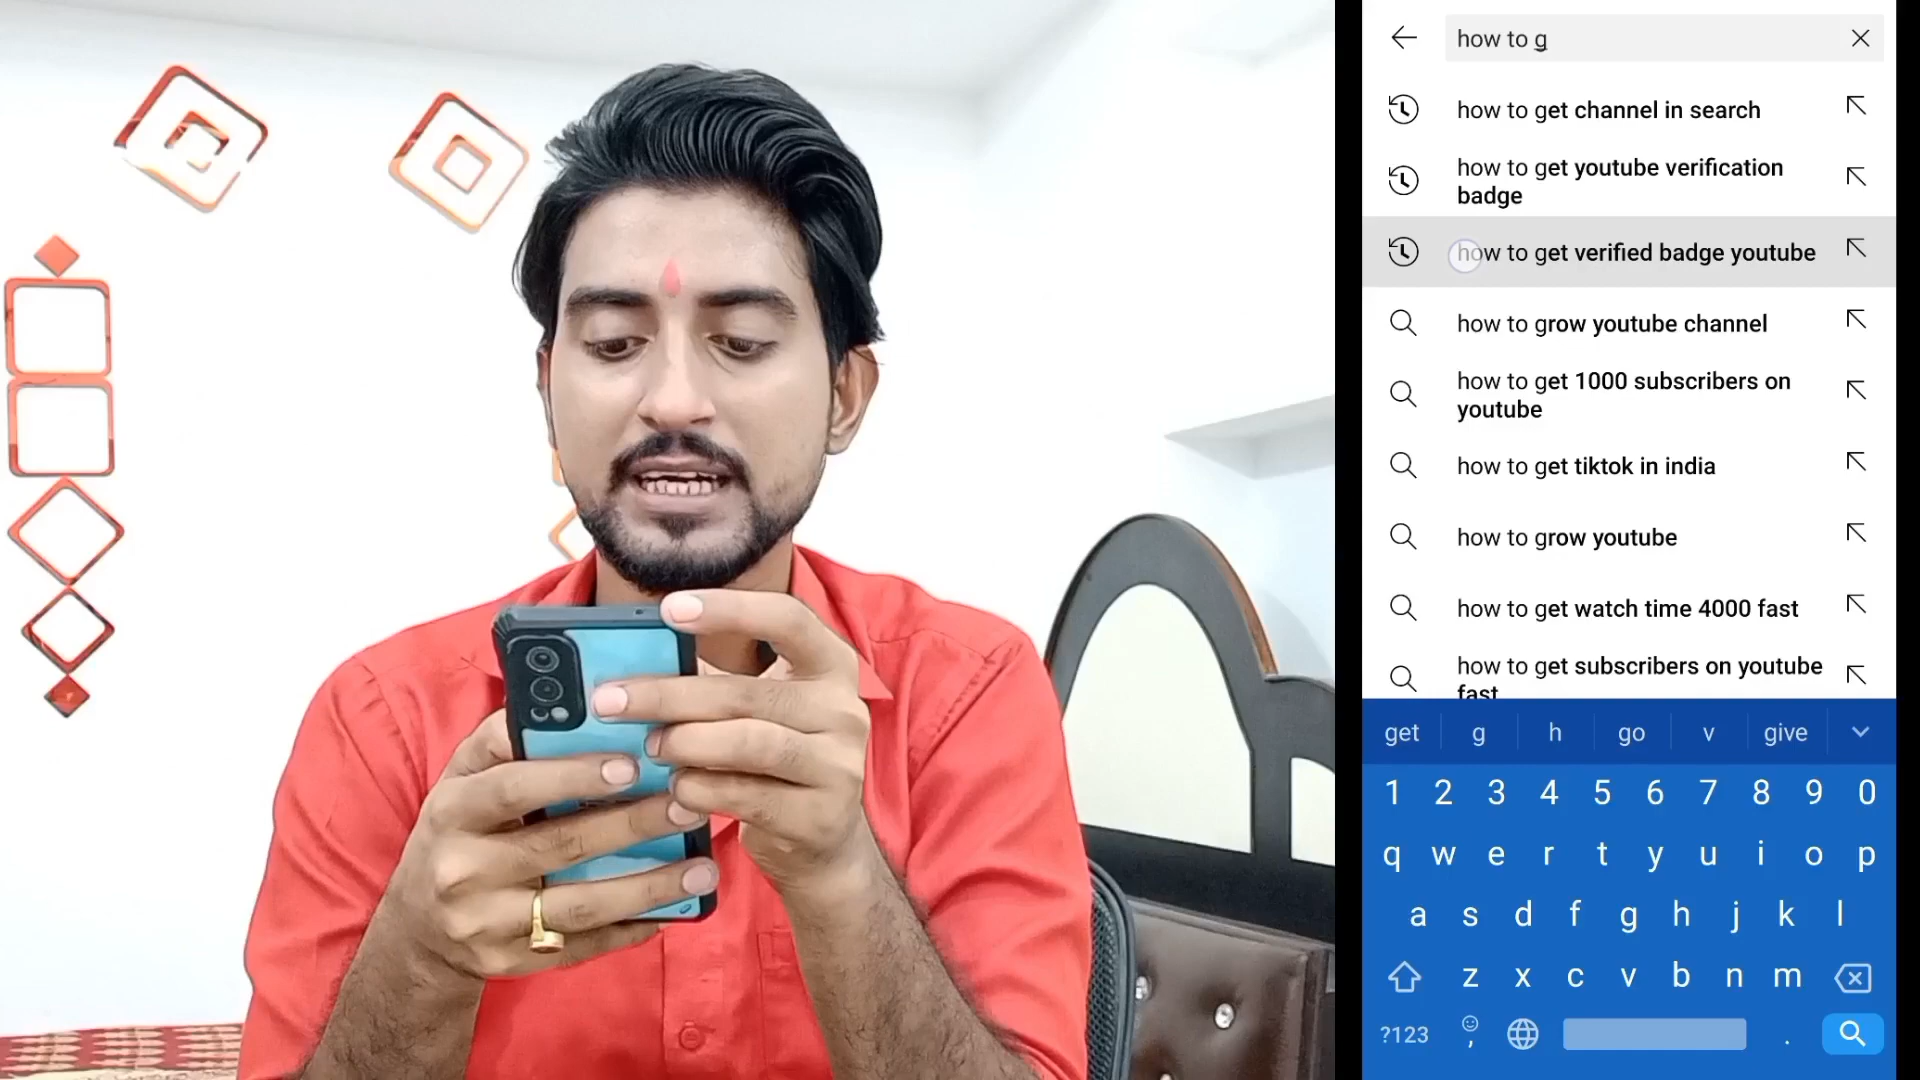 how to g
how to get channel in search
how to get youtube verification
badge
how to get verified badge youtube
how to grow youtube channel
how to get 1000 subscribers on
youtube
how to get tiktok in india
how to grow youtube
how to get watch time 4000 fast
how to get subscribers on youtube
fast
get g h go v give
1 2 3 4 5 6 7 8 9 0
q w e r t y u i o p
a s d f g h j k l
z x c v b n m
?123 , .